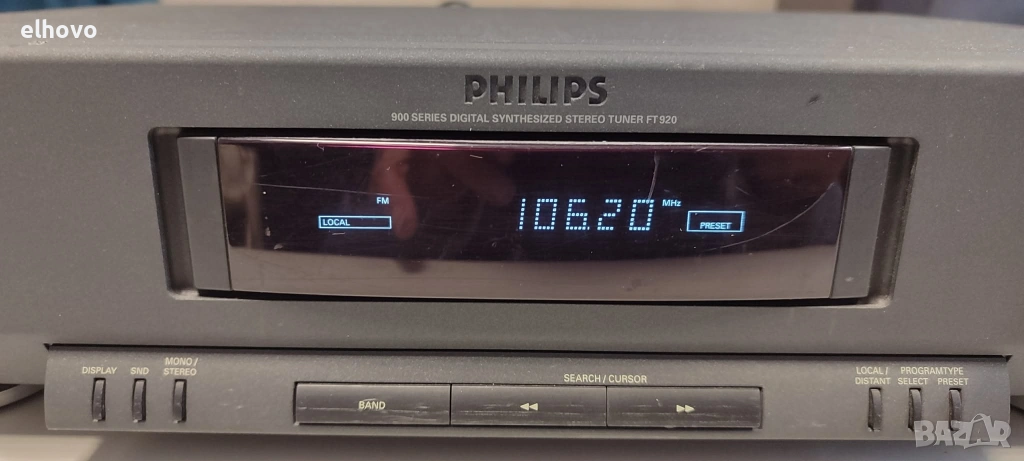 elhovo
PHILIPS
900 SERIES DIGITAL SYNTHESIZED STEREO TUNER FT920
FM
LOCAL
106.20
MHz
PRESET
DISPLAY
SND
MONO/
STEREO
SEARCH/CURSOR
BAND
LOCAL/
DISTANT
PROGRAMTYPE
SELECT PRESET
BAZAR